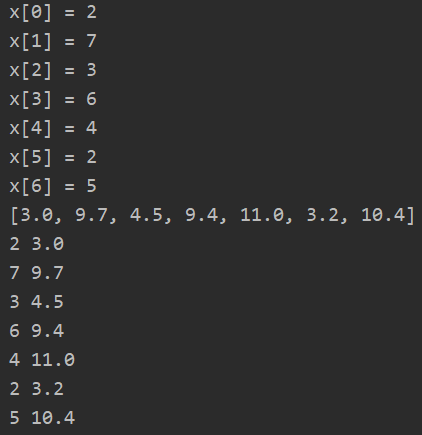 x[0] = 2
x[1] = 7
x[2] = 3
x[3] = 6
x[4] = 4
x[5] = 2
x[6] = 5
[3.0, 9.7, 4.5, 9.4, 11.0, 3.2, 10.4]
2 3.0
7 9.7
3 4.5
6 9.4
4 11.0
2 3.2
5 10.4